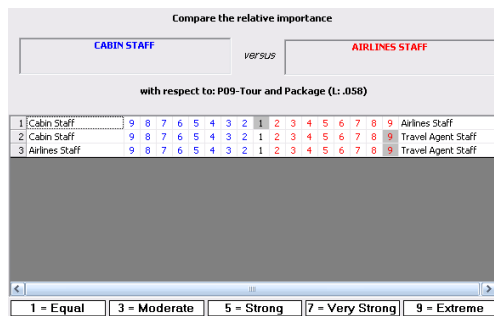 Compare the relative importance
CABIN STAFF
versus
AIRLINES STAFF
with respect to: P09-Tour and Package (L: .058)
1 Cabin Staff 9 8 7 6 5 4 3 2 1 2 3 4 5 6 7 8 9 Airlines Staff
2 Cabin Staff 9 8 7 6 5 4 3 2 1 2 3 4 5 6 7 8 9 Travel Agent Staff
3 Airlines Staff 9 8 7 6 5 4 3 2 1 2 3 4 5 6 7 8 9 Travel Agent Staff
1 = Equal 3 = Moderate 5 = Strong 7 = Very Strong 9 = Extreme